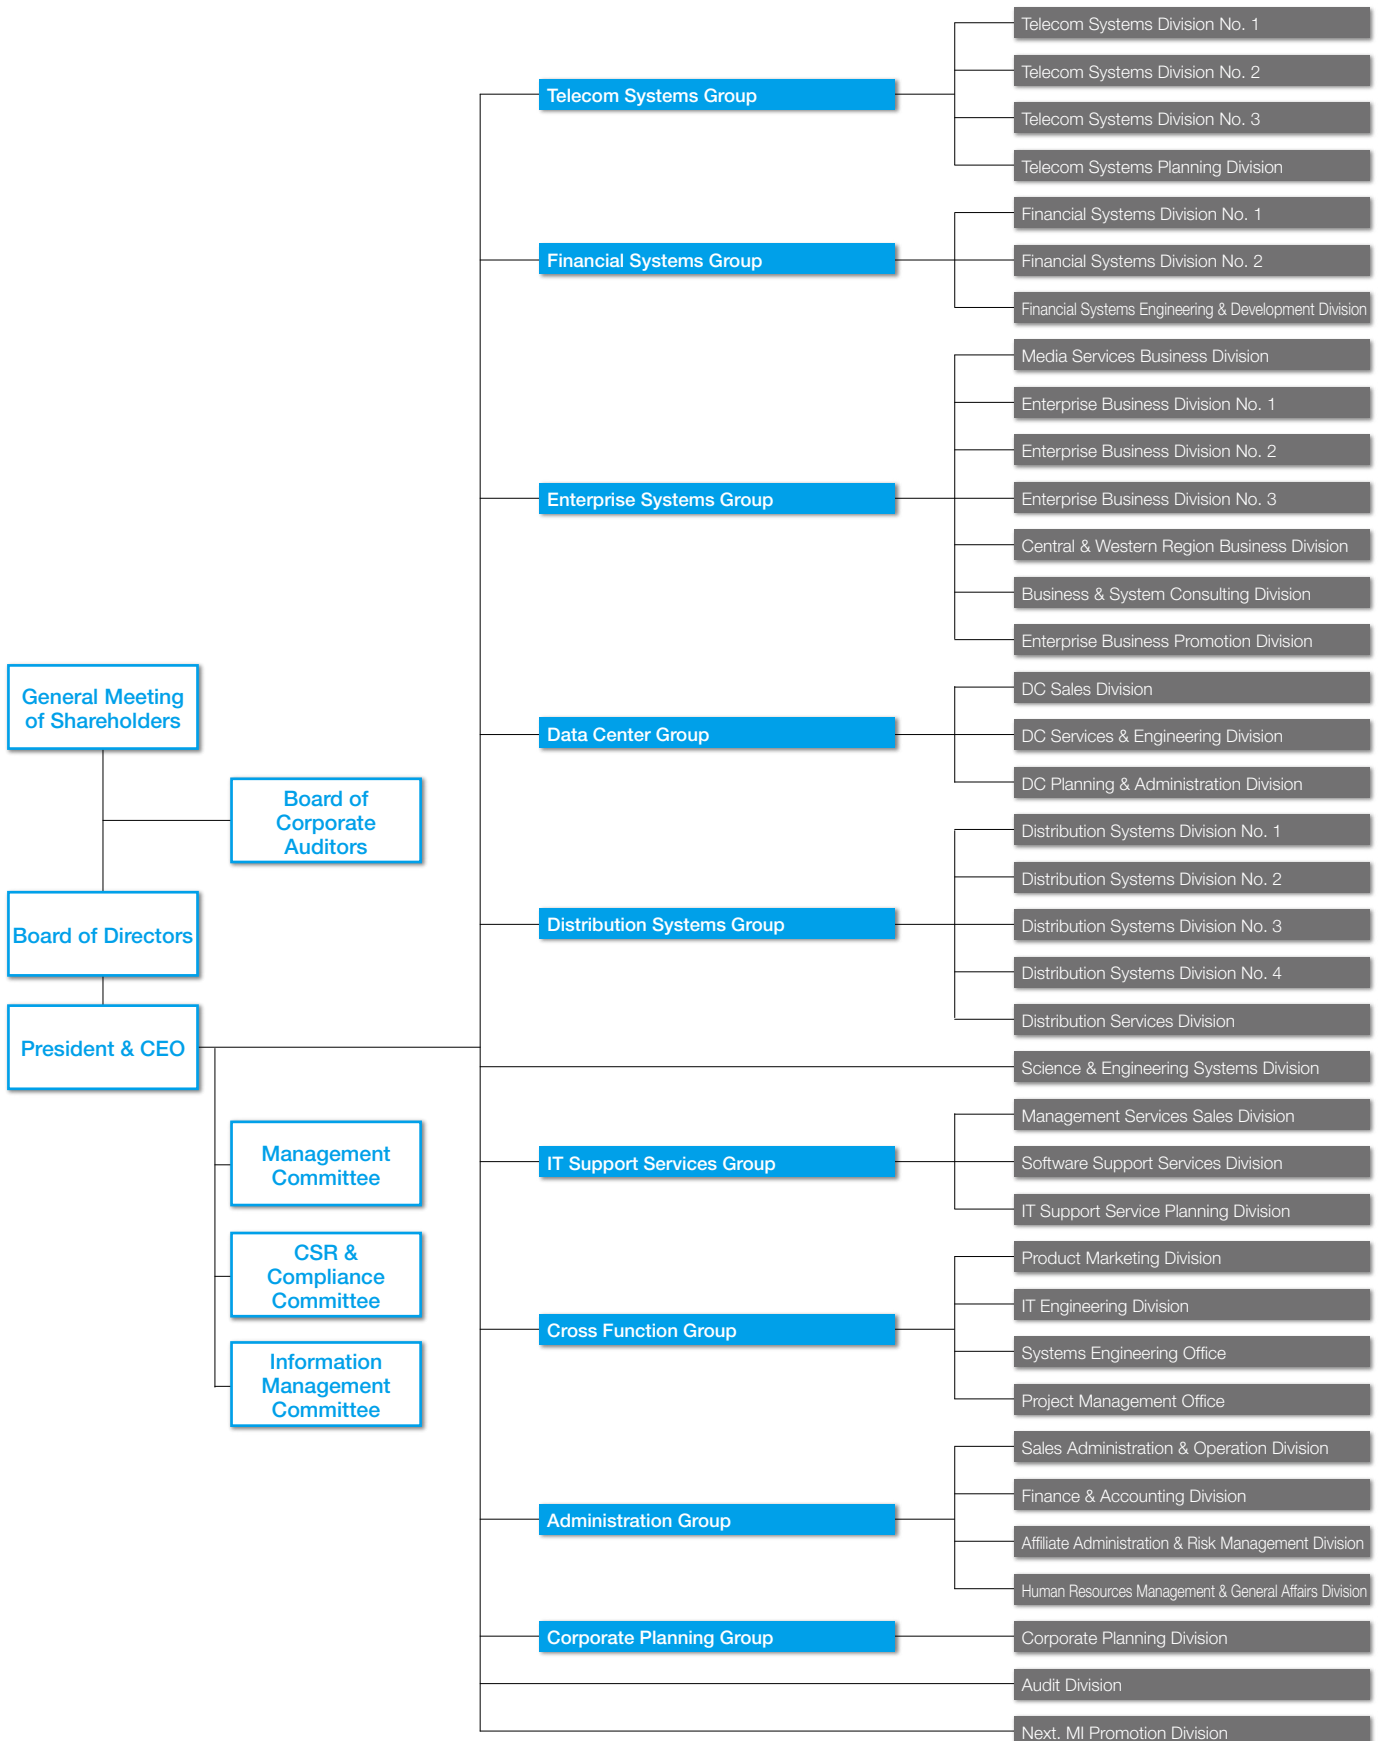 General Meeting
of Shareholders
Board of
Corporate
Auditors
Board of Directors
President & CEO
Management
Committee
CSR &
Compliance
Committee
Information
Management
Committee
Telecom Systems Group
Telecom Systems Division No. 1
Telecom Systems Division No. 2
Telecom Systems Division No. 3
Telecom Systems Planning Division
Financial Systems Group
Financial Systems Division No. 1
Financial Systems Division No. 2
Financial Systems Engineering & Development Division
Enterprise Systems Group
Media Services Business Division
Enterprise Business Division No. 1
Enterprise Business Division No. 2
Enterprise Business Division No. 3
Central & Western Region Business Division
Business & System Consulting Division
Enterprise Business Promotion Division
Data Center Group
DC Sales Division
DC Services & Engineering Division
DC Planning & Administration Division
Distribution Systems Group
Distribution Systems Division No. 1
Distribution Systems Division No. 2
Distribution Systems Division No. 3
Distribution Systems Division No. 4
Distribution Services Division
Science & Engineering Systems Division
IT Support Services Group
Management Services Sales Division
Software Support Services Division
IT Support Service Planning Division
Cross Function Group
Product Marketing Division
IT Engineering Division
Systems Engineering Office
Project Management Office
Administration Group
Sales Administration & Operation Division
Finance & Accounting Division
Affiliate Administration & Risk Management Division
Human Resources Management & General Affairs Division
Corporate Planning Group
Corporate Planning Division
Audit Division
Next. MI Promotion Division